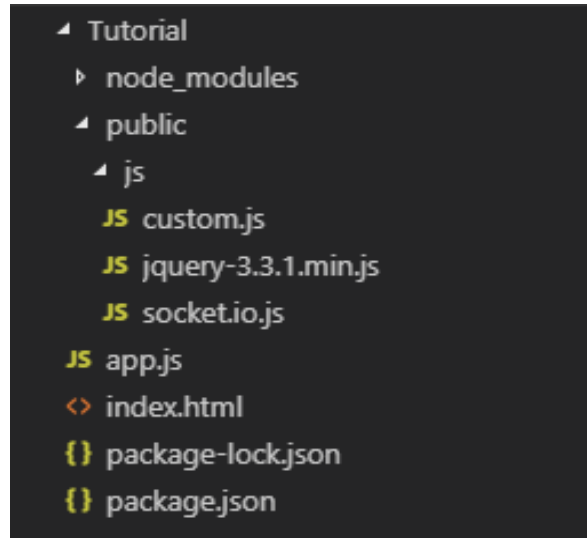 Tutorial
node_modules
public
js
JS custom.js
JS jquery-3.3.1.min.js
JS socket.io.js
JS app.js
<> index.html
{} package-lock.json
{} package.json